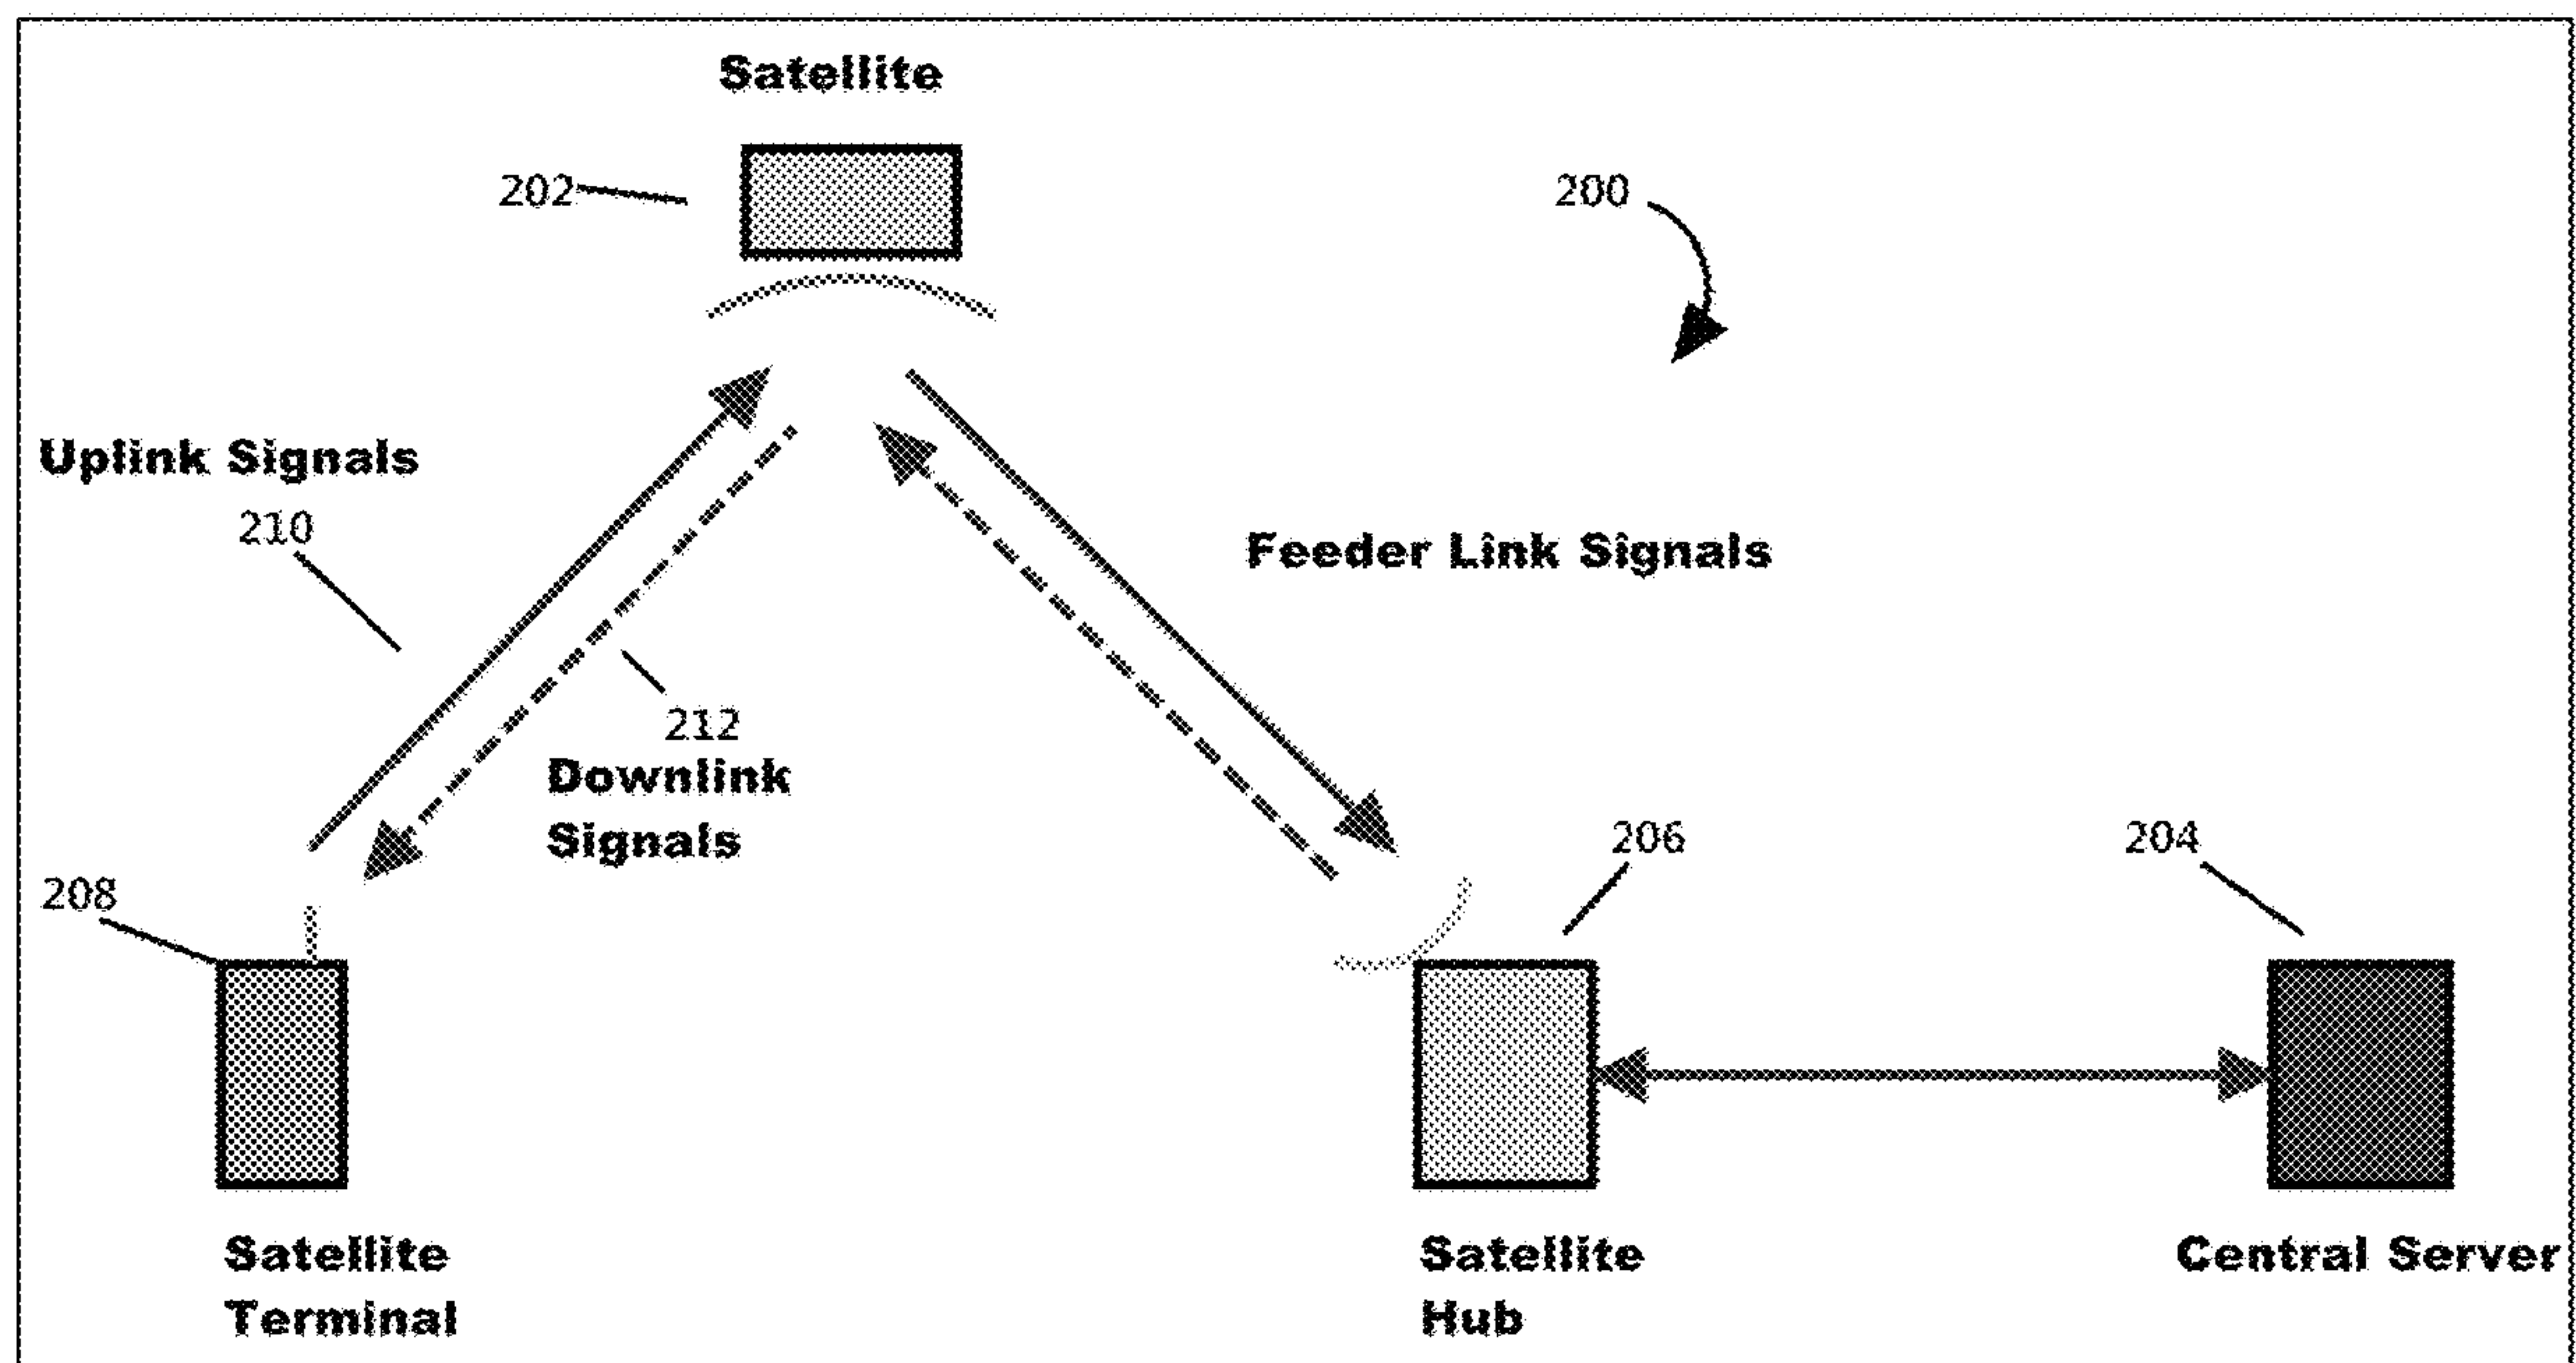 Satellite
202
200
Uplink Signals
210
Feeder Link Signals
212
Downlink
Signals
206
204
208
Satellite
Terminal
Satellite
Hub
Central Server